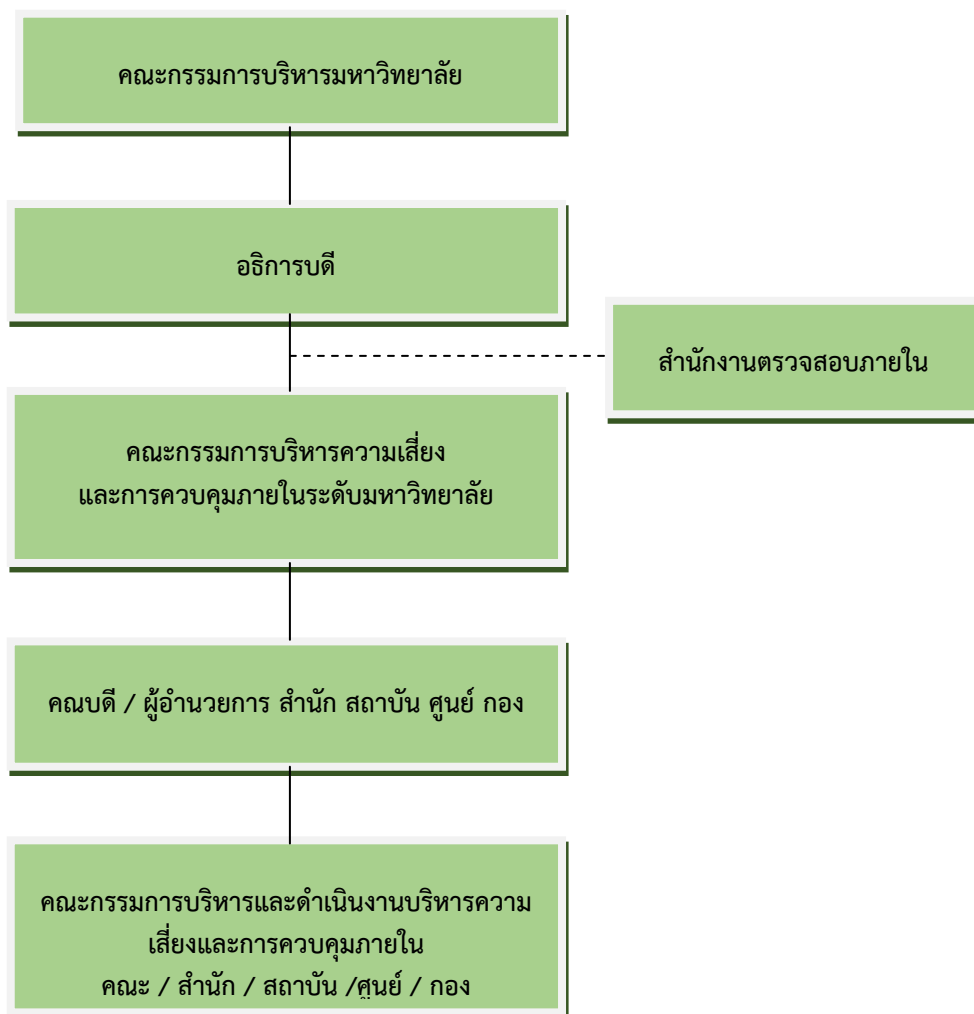 คณะกรรมการบริหารมหาวิทยาลัย
อธิการบดี
สำนักงานตรวจสอบภายใน
คณะกรรมการบริหารความเสี่ยง
และการควบคุมภายในระดับมหาวิทยาลัย
คณบดี / ผู้อำนวยการ สำนัก สถาบัน ศูนย์ กอง
คณะกรรมการบริหารและดำเนินงานบริหารความ
เสี่ยงและการควบคุมภายใน
คณะ / สำนัก / สถาบัน /ศูนย์ / กอง